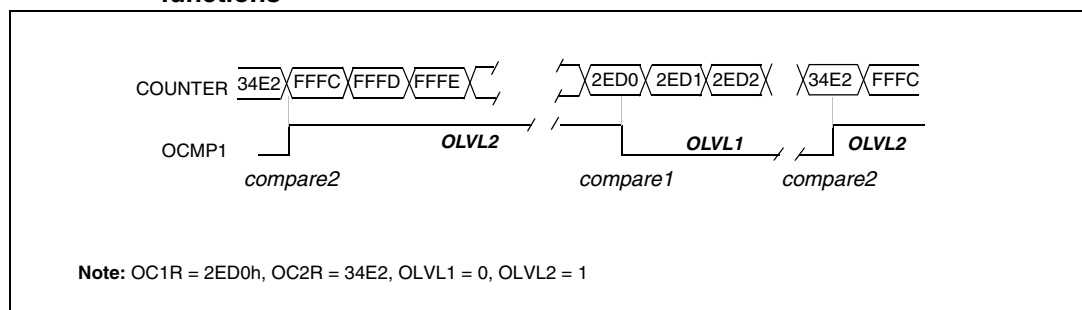 functions
COUNTER 34E2 FFFC FFFD FFFE 2ED0 2ED1 2ED2 34E2 FFFC
OCMP1 OLVL2 OLVL1 OLVL2
compare2 compare1 compare2
Note: OC1R = 2ED0h, OC2R = 34E2, OLVL1 = 0, OLVL2 = 1